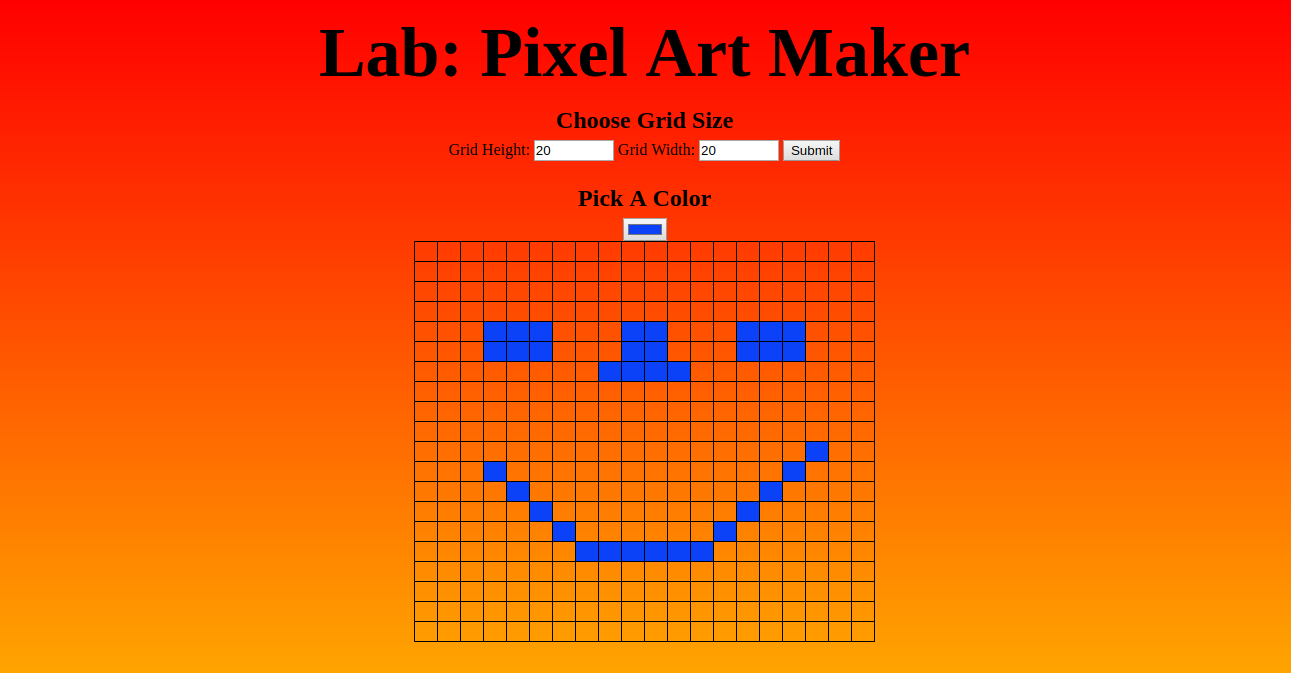 Lab: Pixel Art Maker
Choose Grid Size
Grid Height: 20 Grid Width: 20 Submit
Pick A Color